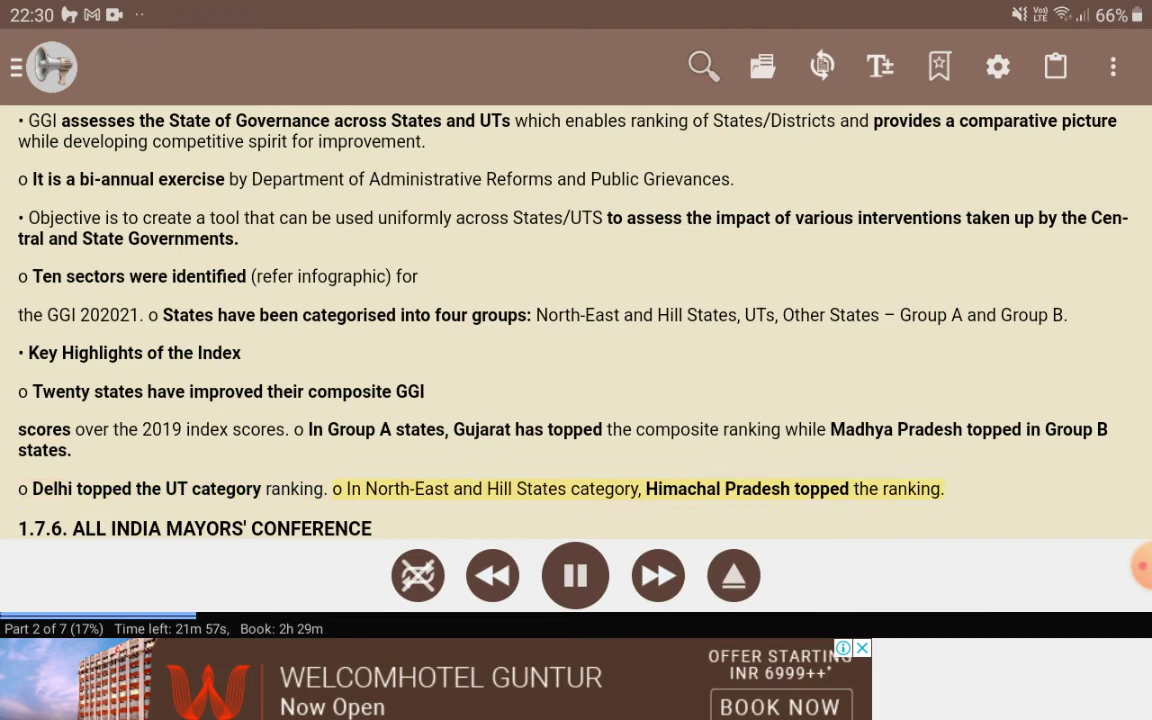 22:30
Vo)) LTE 66%
T±
• GGI assesses the State of Governance across States and UTs which enables ranking of States/Districts and provides a comparative picture
while developing competitive spirit for improvement.
o It is a bi-annual exercise by Department of Administrative Reforms and Public Grievances.
• Objective is to create a tool that can be used uniformly across States/UTS to assess the impact of various interventions taken up by the Cen-
tral and State Governments.
o Ten sectors were identified (refer infographic) for
the GGI 202021. o States have been categorised into four groups: North-East and Hill States, UTs, Other States – Group A and Group B.
• Key Highlights of the Index
o Twenty states have improved their composite GGI
scores over the 2019 index scores. o In Group A states, Gujarat has topped the composite ranking while Madhya Pradesh topped in Group B
states.
o Delhi topped the UT category ranking. o In North-East and Hill States category, Himachal Pradesh topped the ranking.
1.7.6. ALL INDIA MAYORS' CONFERENCE
Part 2 of 7 (17%) Time left: 21m 57s, Book: 2h 29m
WELCOMHOTEL GUNTUR
Now Open
OFFER STARTING
INR 6999++*
BOOK NOW